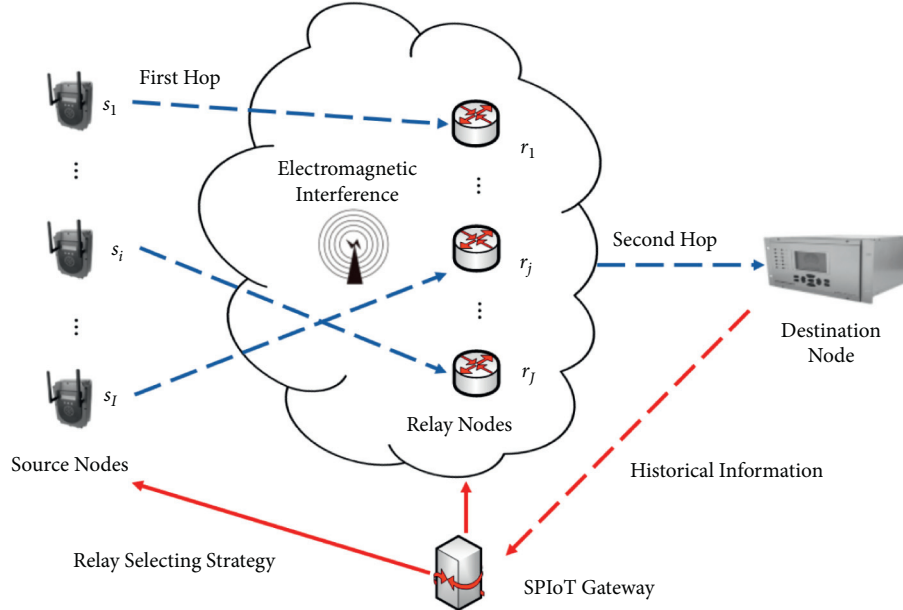 First Hop
s1
Electromagnetic
Interference
r1
⋮
⋮
si
rj
Second Hop
⋮
⋮
Destination
Node
sI
rJ
Relay Nodes
Source Nodes
Historical Information
Relay Selecting Strategy
SPIoT Gateway